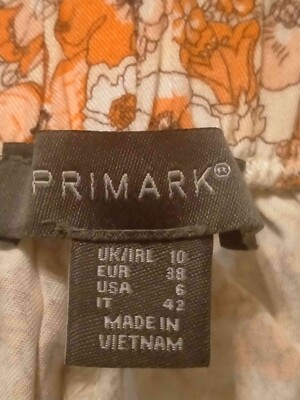 PRIMARK®
UK/IRL 10
EUR 38
USA 6
IT 42
MADE IN
VIETNAM